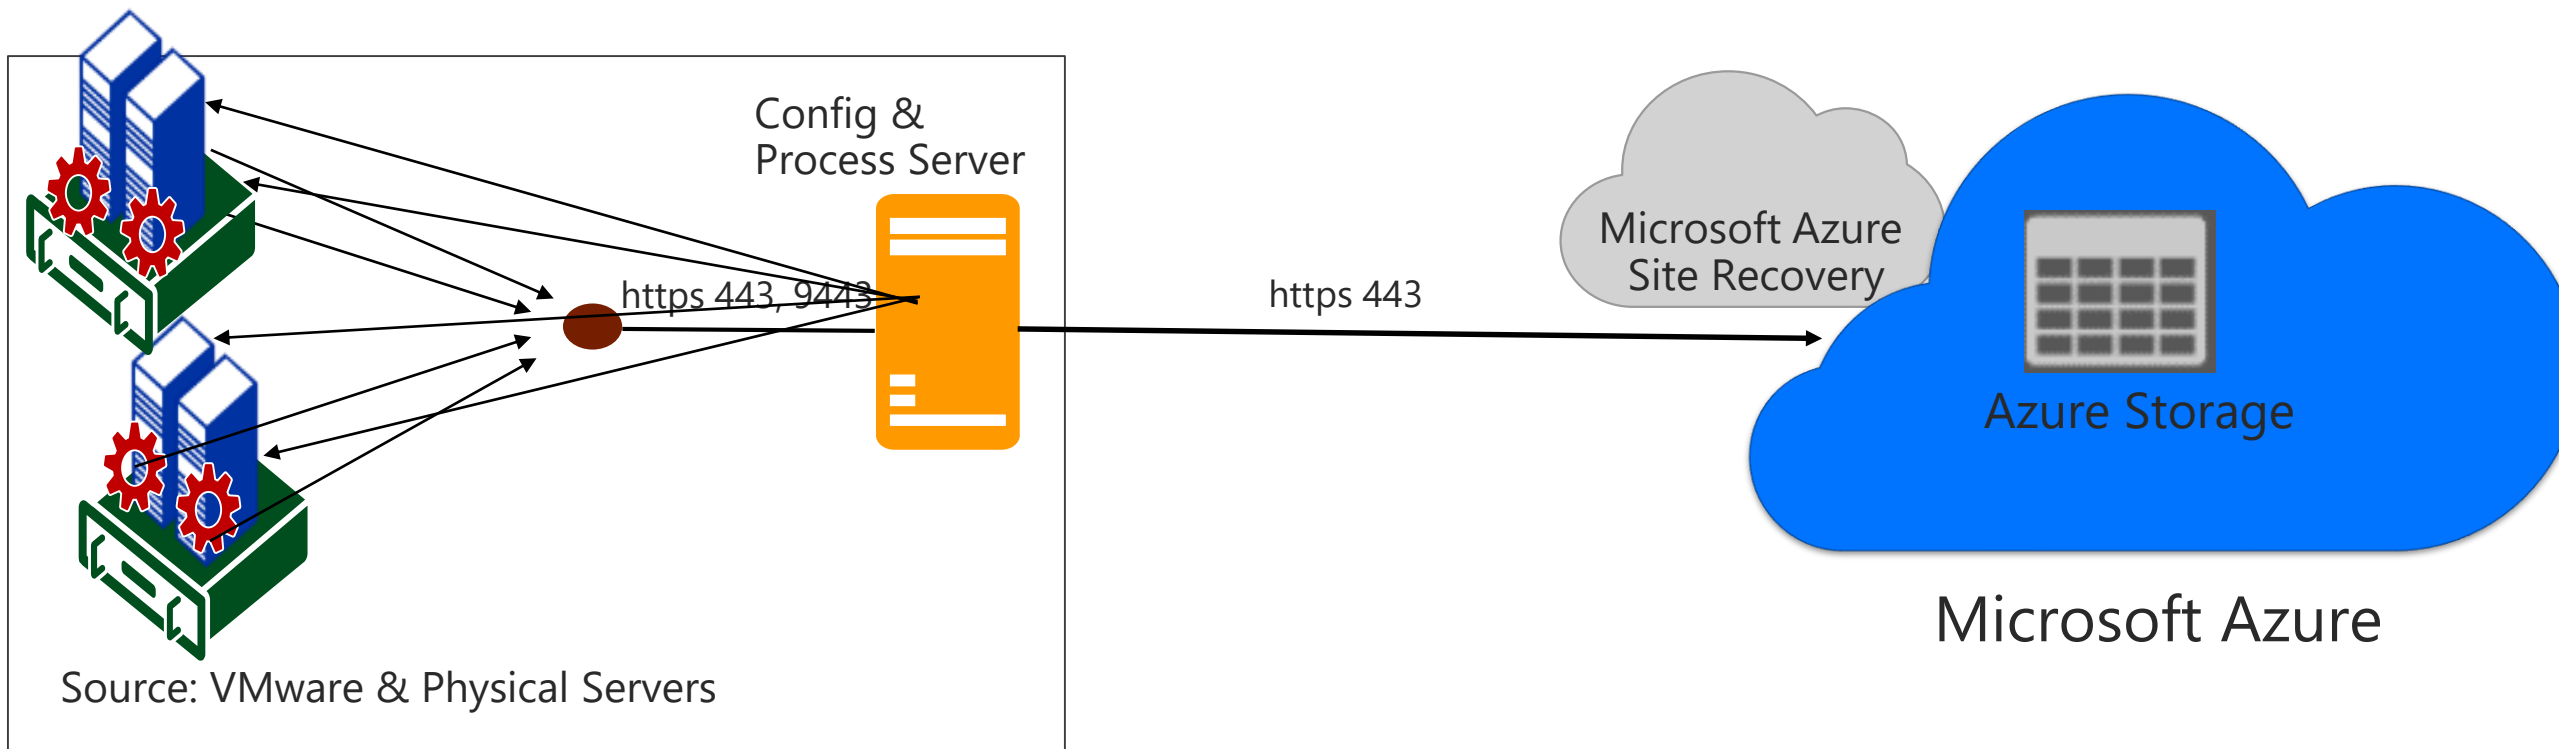 Config &
Process Server
https 443, 9443
https 443
Microsoft Azure
Site Recovery
Azure Storage
Microsoft Azure
Source: VMware & Physical Servers